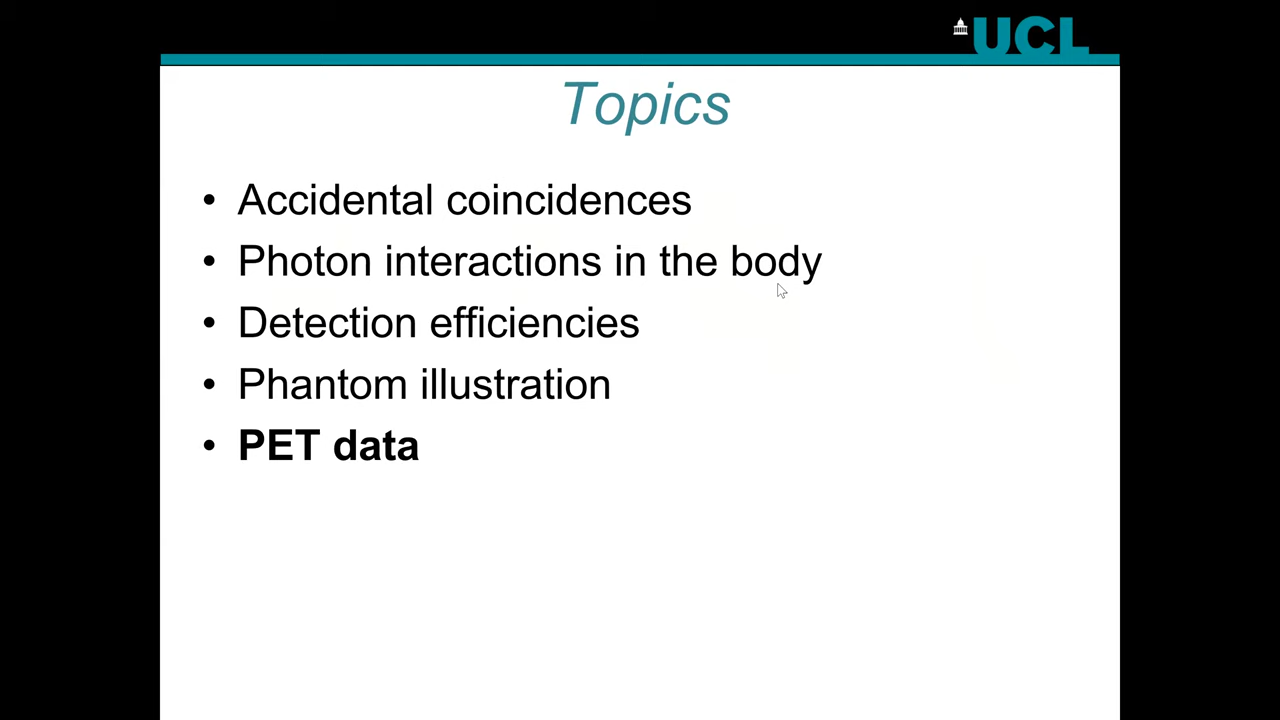 UCL
Topics
• Accidental coincidences
• Photon interactions in the body
• Detection efficiencies
• Phantom illustration
• PET data